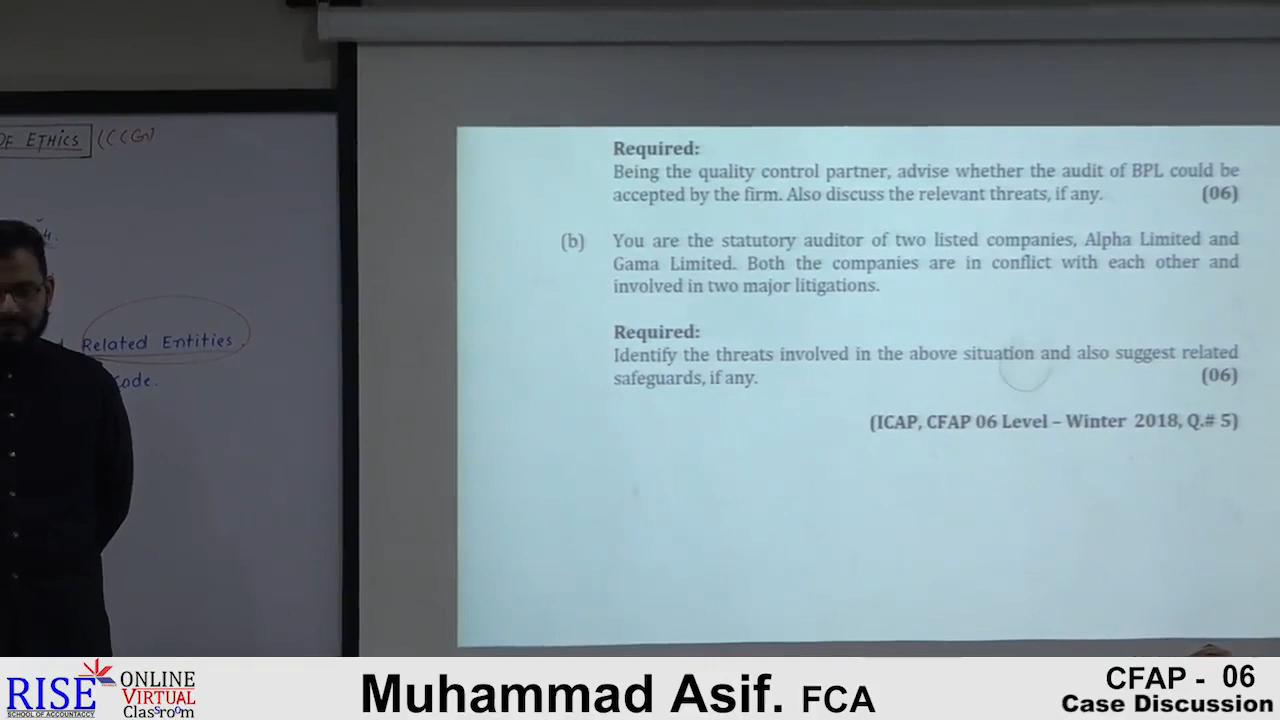 OF ETHICS
Related Entities
code.
Required:
Being the quality control partner, advise whether the audit of BPL could be
accepted by the firm. Also discuss the relevant threats, if any. (06)
(b) You are the statutory auditor of two listed companies, Alpha Limited and
Gama Limited. Both the companies are in conflict with each other and
involved in two major litigations.
Required:
Identify the threats involved in the above situation and also suggest related
safeguards, if any. (06)
(ICAP, CFAP 06 Level – Winter 2018, Q.# 5)
RISE
SCHOOL OF ACCOUNTACY
ONLINE
VIRTUAL
Classroom
Muhammad Asif. FCA
CFAP - 06
Case Discussion